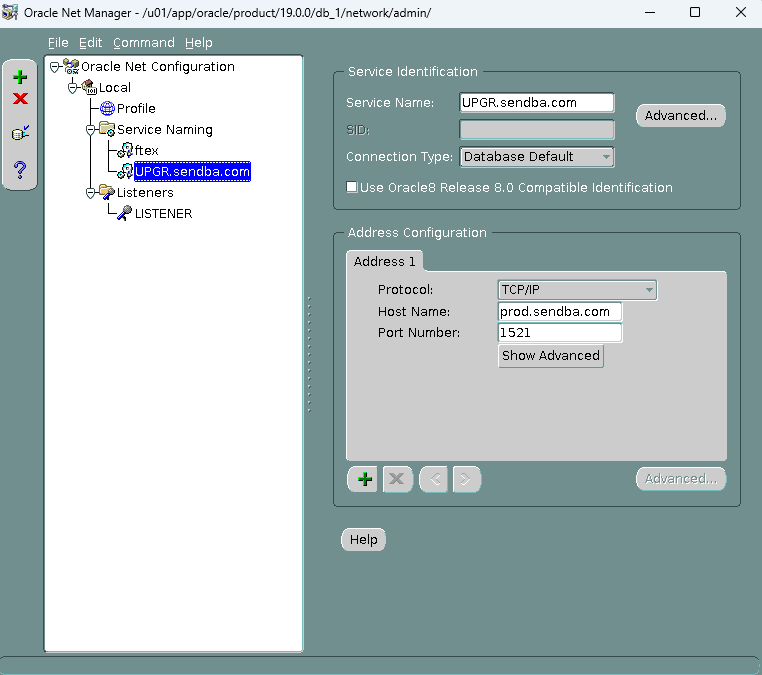 Oracle Net Manager - /u01/app/oracle/product/19.0.0/db_1/network/admin/
File Edit Command Help
Oracle Net Configuration
Local
Profile
Service Naming
ftex
UPGR.sendba.com
Listeners
LISTENER
Service Identification
Service Name: UPGR.sendba.com
Advanced...
SID:
Connection Type: Database Default
Use Oracle8 Release 8.0 Compatible Identification
Address Configuration
Address 1
Protocol: TCP/IP
Host Name: prod.sendba.com
Port Number: 1521
Show Advanced
Advanced...
Help